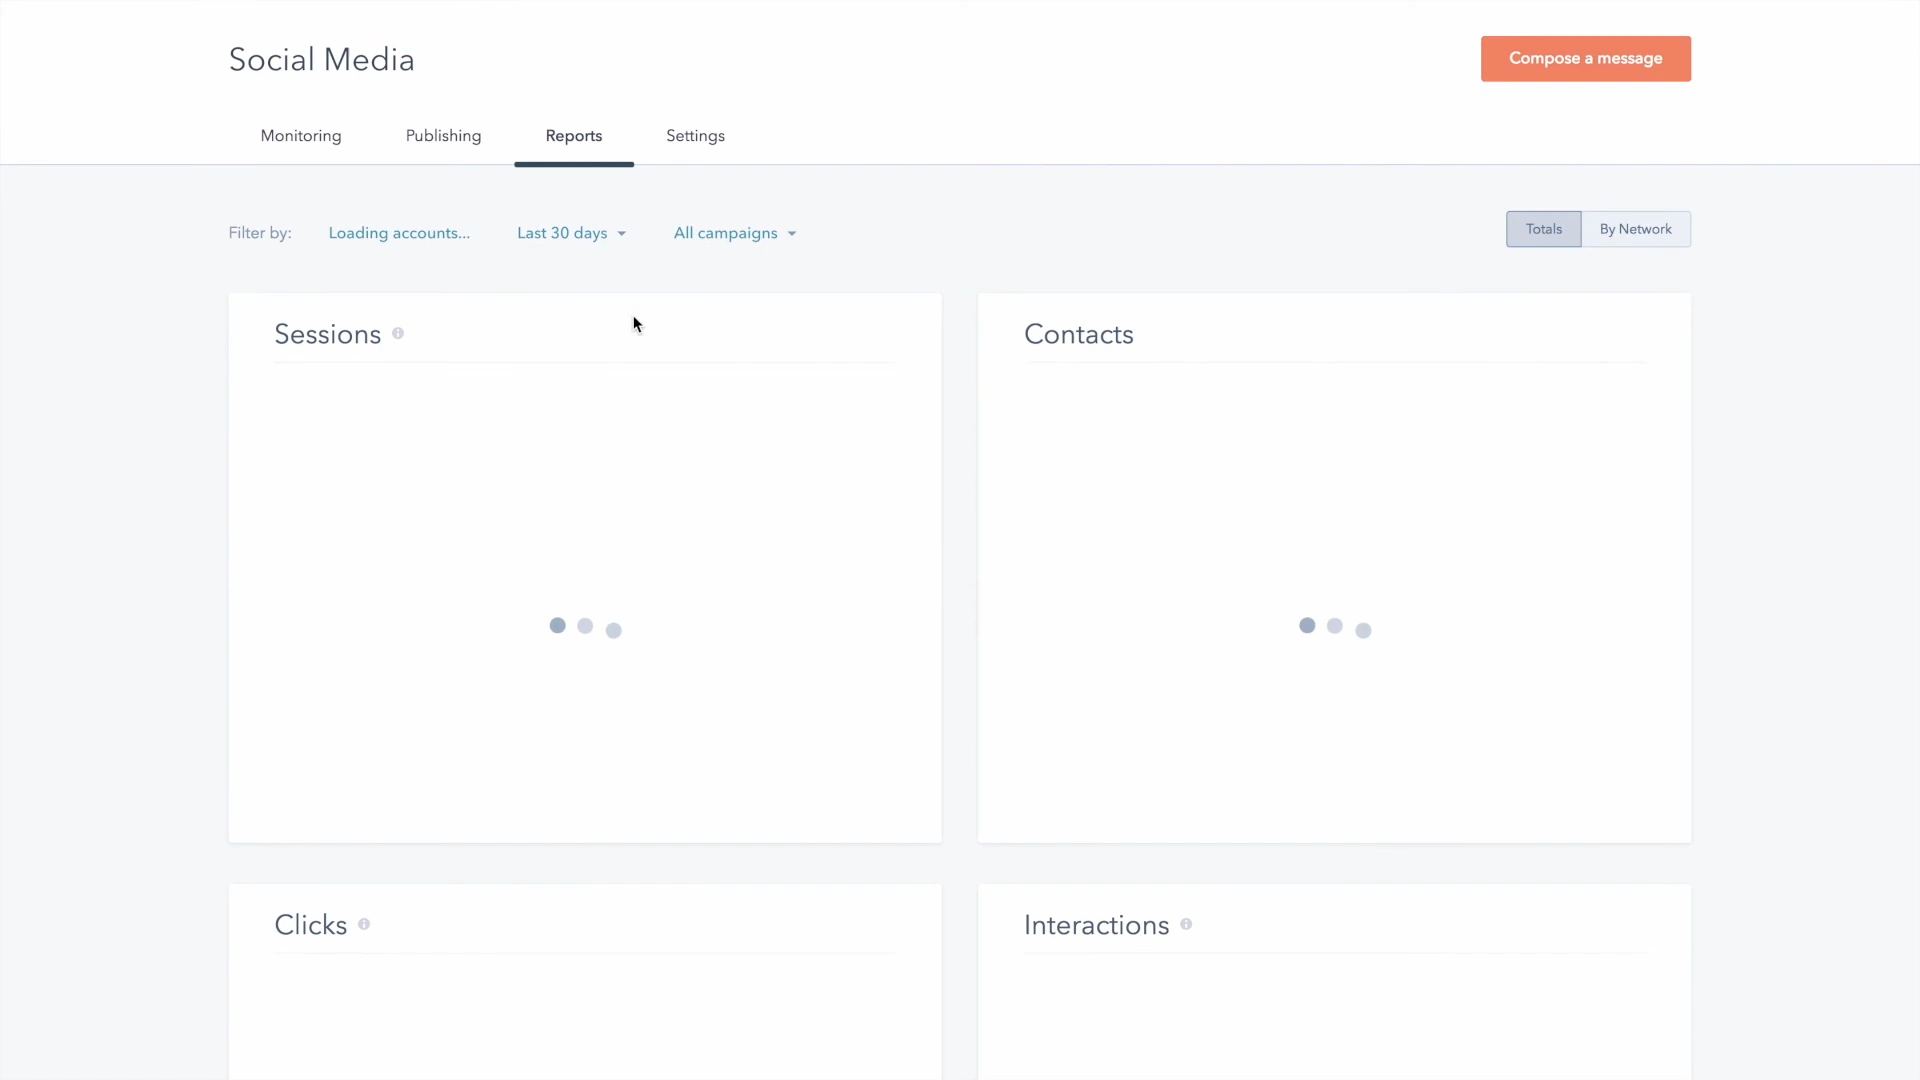 Social Media
Compose a message
Monitoring Publishing Reports Settings
Filter by: Loading accounts... Last 30 days All campaigns Totals By Network
Sessions
Contacts
Clicks
Interactions